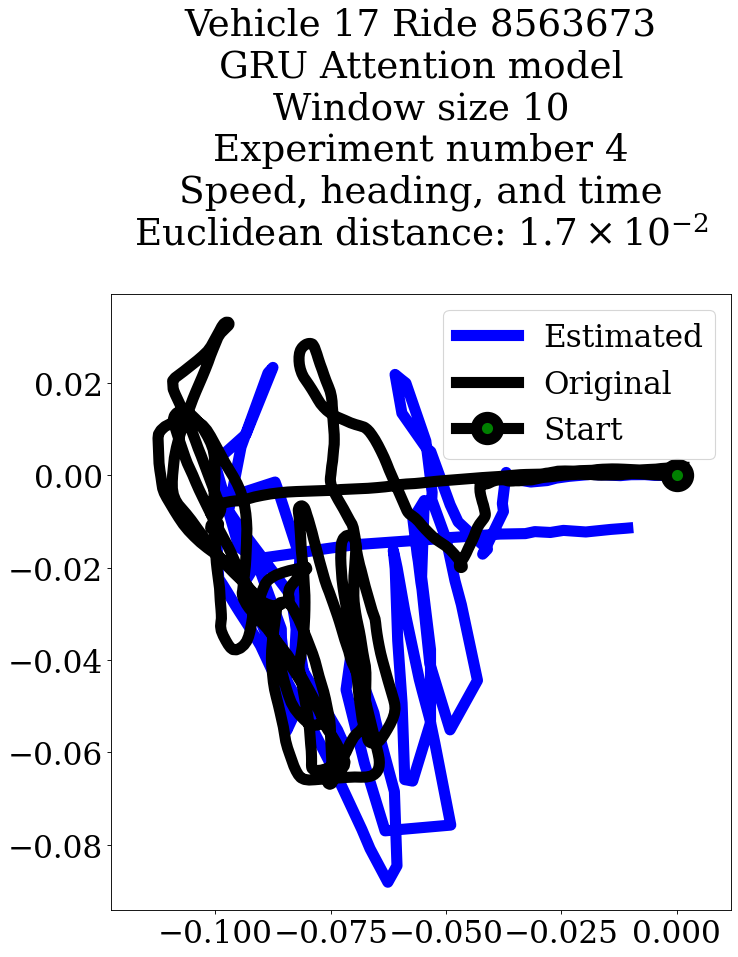 Vehicle 17 Ride 8563673
GRU Attention model
Window size 10
Experiment number 4
Speed, heading, and time
Euclidean distance: 1.7 × 10⁻²
Estimated
Original
Start
0.02
0.00
−0.02
−0.04
−0.06
−0.08
−0.100 −0.075 −0.050 −0.025 0.000